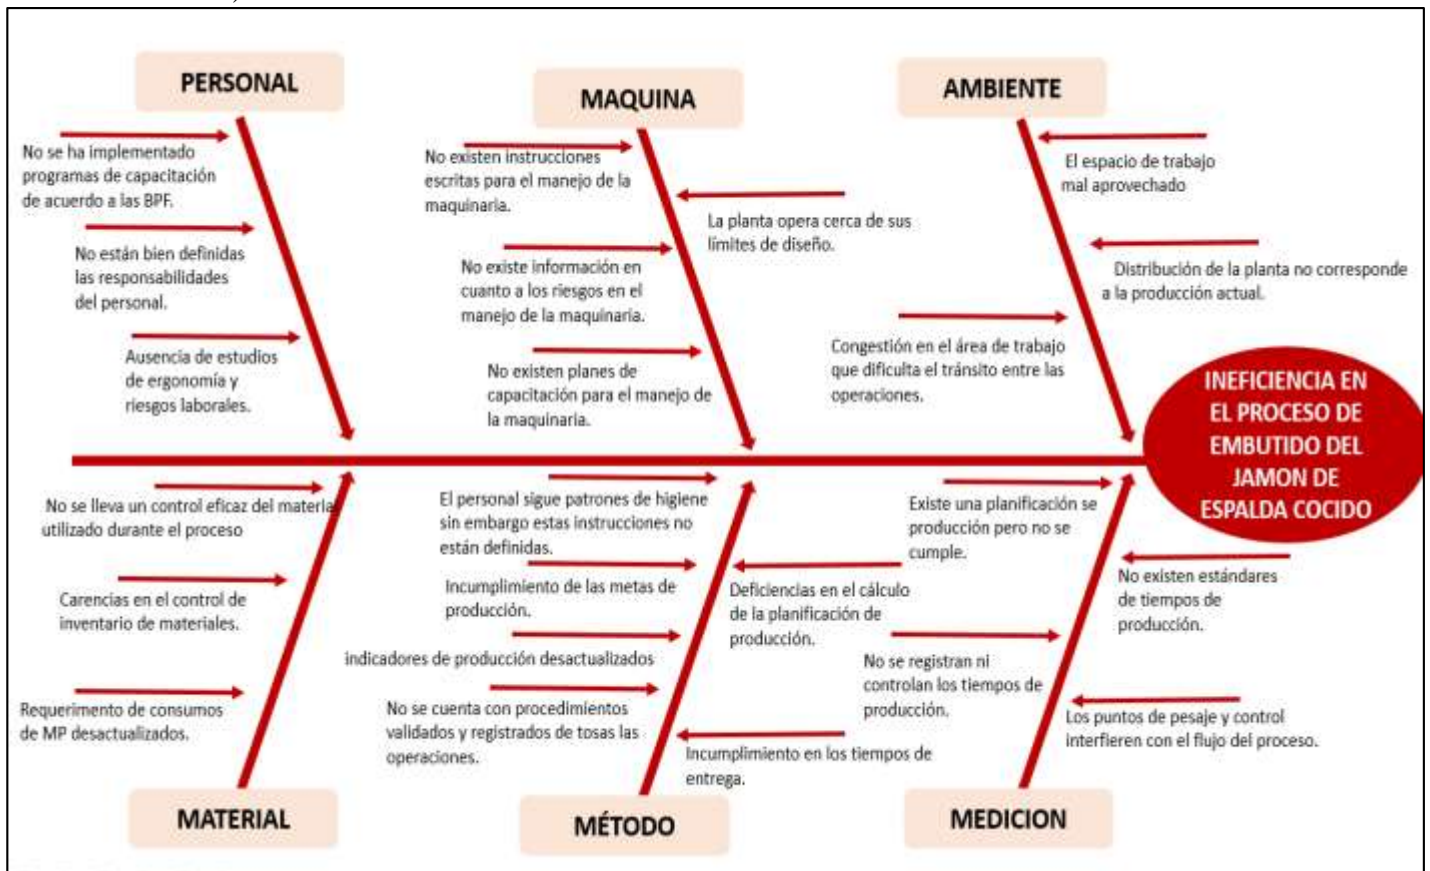 PERSONAL
No se ha implementado
programas de capacitación
de acuerdo a las BPF.
No están bien definidas
las responsabilidades
del personal.
Ausencia de estudios
de ergonomía y
riesgos laborales.
MAQUINA
No existen instrucciones
escritas para el manejo de la
maquinaria.
La planta opera cerca de sus
límites de diseño.
No existe información en
cuanto a los riesgos en el
manejo de la maquinaria.
No existen planes de
capacitación para el manejo de
la maquinaria.
AMBIENTE
El espacio de trabajo
mal aprovechado
Distribución de la planta no corresponde
a la producción actual.
Congestión en el área de trabajo
que dificulta el tránsito entre las
operaciones.
INEFICIENCIA EN
EL PROCESO DE
EMBUTIDO DEL
JAMON DE
ESPALDA COCIDO
No se lleva un control eficaz del material
utilizado durante el proceso
Carencias en el control de
inventario de materiales.
Requerimento de consumos
de MP desactualizados.
MATERIAL
El personal sigue patrones de higiene
sin embargo estas instrucciones no
están definidas.
Incumplimiento de las metas de
producción.
Deficiencias en el cálculo
de la planificación de
producción.
indicadores de producción desactualizados
No se cuenta con procedimientos
validados y registrados de tosas las
operaciones.
Incumplimiento en los tiempos de
entrega.
MÉTODO
Existe una planificación se
producción pero no se
cumple.
No existen estándares
de tiempos de
producción.
No se registran ni
controlan los tiempos de
producción.
Los puntos de pesaje y control
interfieren con el flujo del proceso.
MEDICION